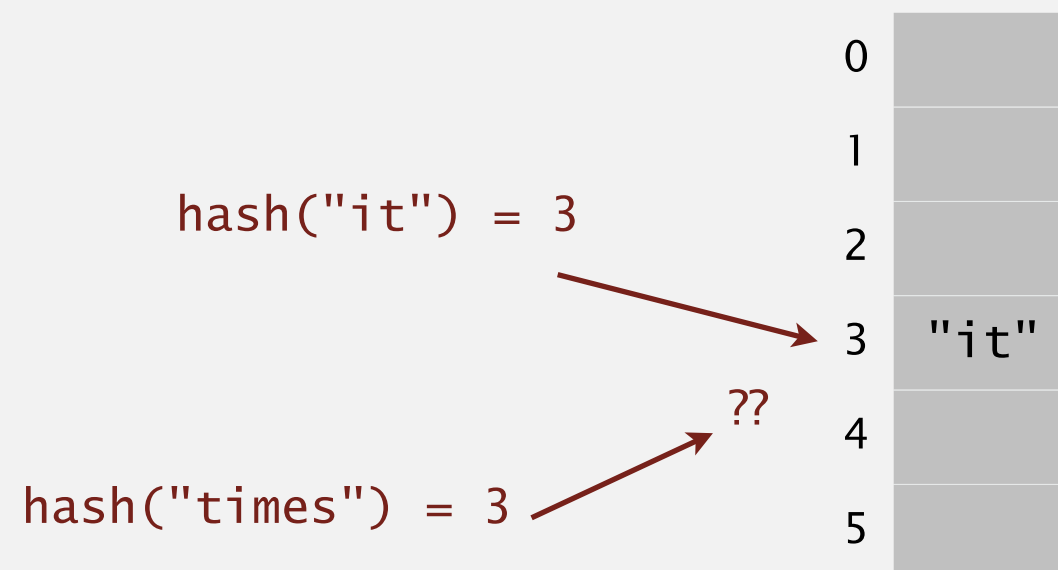 0
1
hash("it") = 3
2
3 "it"
??
4
hash("times") = 3
5